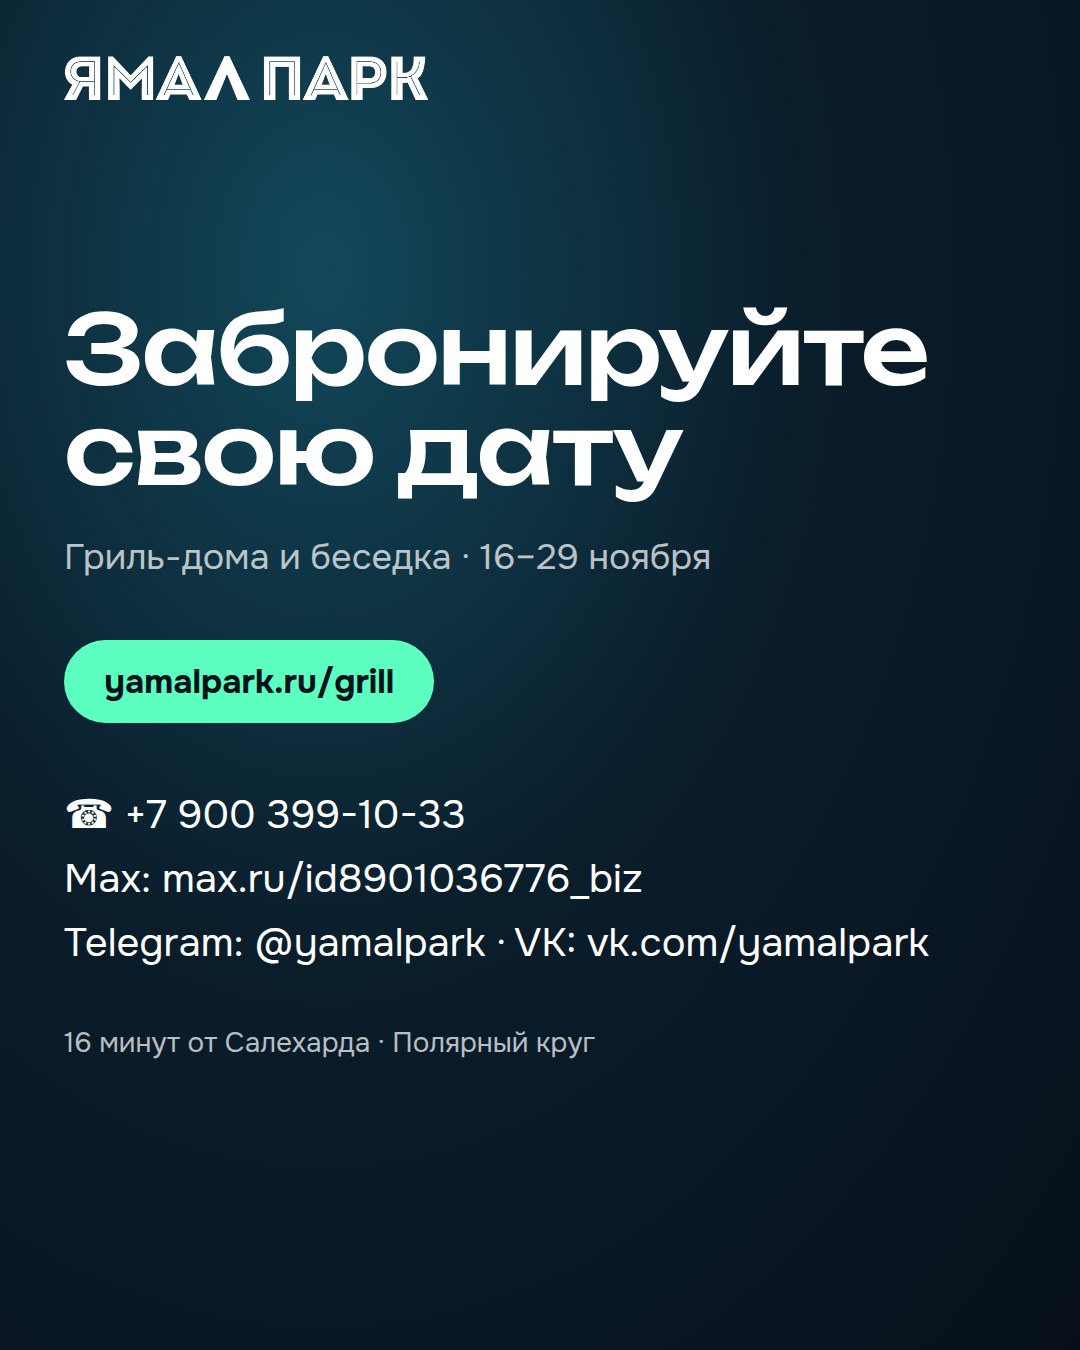 ЯМАЛ ПАРК
Забронируйте
свою дату
Гриль-дома и беседка · 16–29 ноября
yamalpark.ru/grill
☎ +7 900 399-10-33
Max: max.ru/id8901036776_biz
Telegram: @yamalpark · VK: vk.com/yamalpark
16 минут от Салехарда · Полярный круг